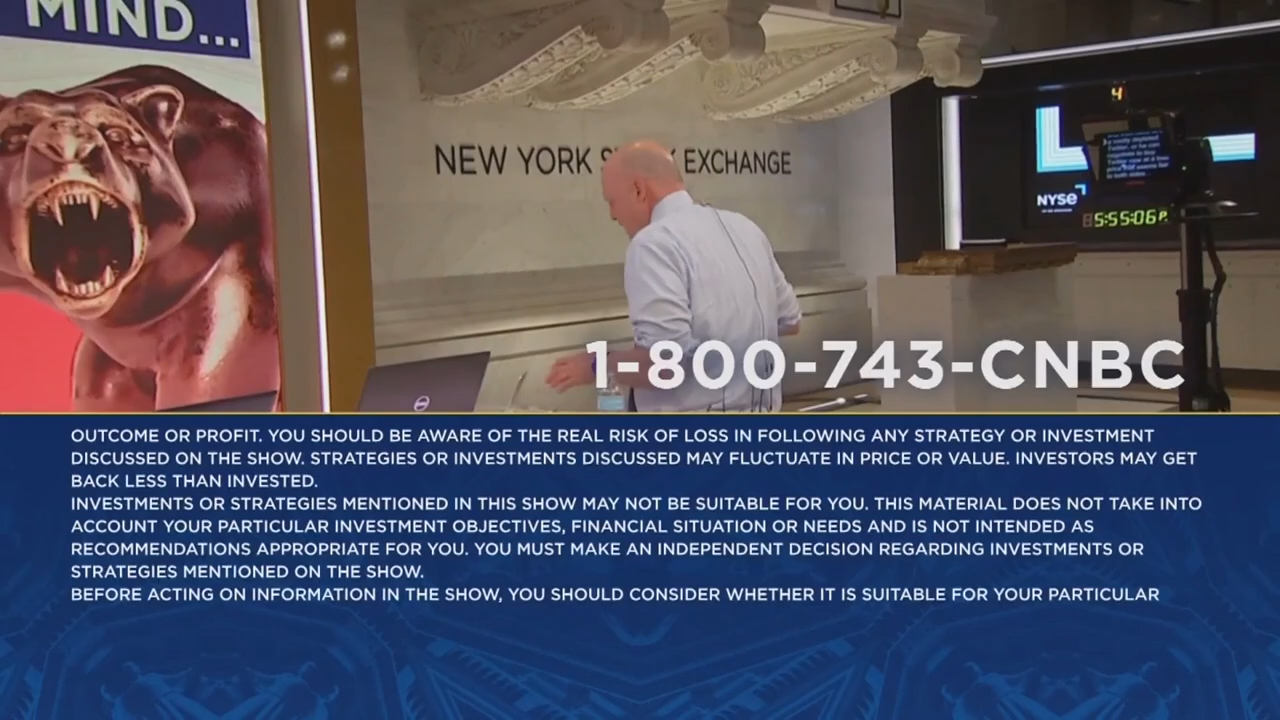 MIND...
NEW YORK S K EXCHANGE
4
NYSE
5:55:06P.
1-800-743-CNBC
OUTCOME OR PROFIT. YOU SHOULD BE AWARE OF THE REAL RISK OF LOSS IN FOLLOWING ANY STRATEGY OR INVESTMENT
DISCUSSED ON THE SHOW. STRATEGIES OR INVESTMENTS DISCUSSED MAY FLUCTUATE IN PRICE OR VALUE. INVESTORS MAY GET
BACK LESS THAN INVESTED.
INVESTMENTS OR STRATEGIES MENTIONED IN THIS SHOW MAY NOT BE SUITABLE FOR YOU. THIS MATERIAL DOES NOT TAKE INTO
ACCOUNT YOUR PARTICULAR INVESTMENT OBJECTIVES, FINANCIAL SITUATION OR NEEDS AND IS NOT INTENDED AS
RECOMMENDATIONS APPROPRIATE FOR YOU. YOU MUST MAKE AN INDEPENDENT DECISION REGARDING INVESTMENTS OR
STRATEGIES MENTIONED ON THE SHOW.
BEFORE ACTING ON INFORMATION IN THE SHOW, YOU SHOULD CONSIDER WHETHER IT IS SUITABLE FOR YOUR PARTICULAR